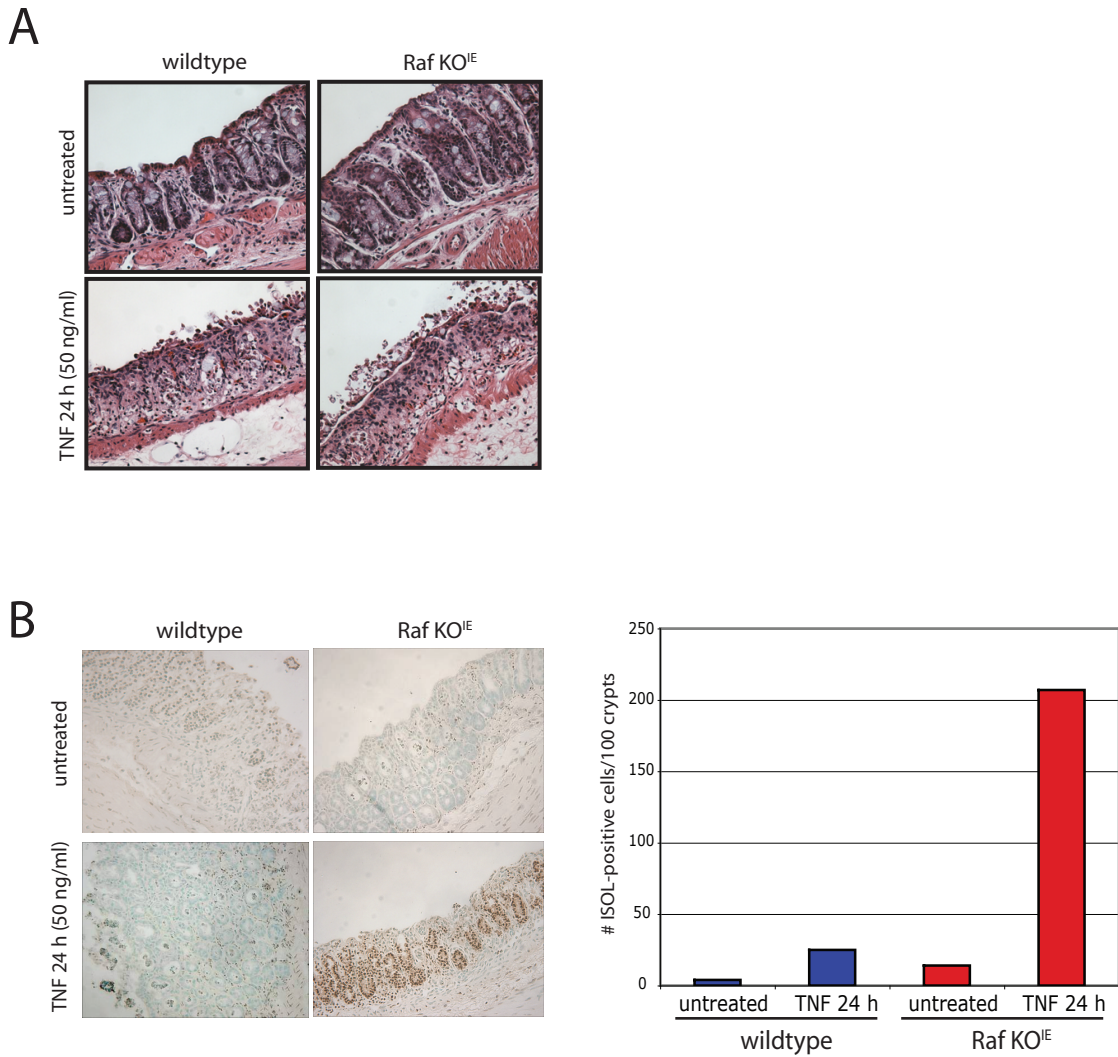 A
wildtype
Raf KO^IE
untreated
TNF 24 h (50 ng/ml)
B
wildtype
Raf KO^IE
untreated
TNF 24 h (50 ng/ml)
# ISOL-positive cells/100 crypts
250
200
150
100
50
0
untreated TNF 24 h untreated TNF 24 h
wildtype Raf KO^IE